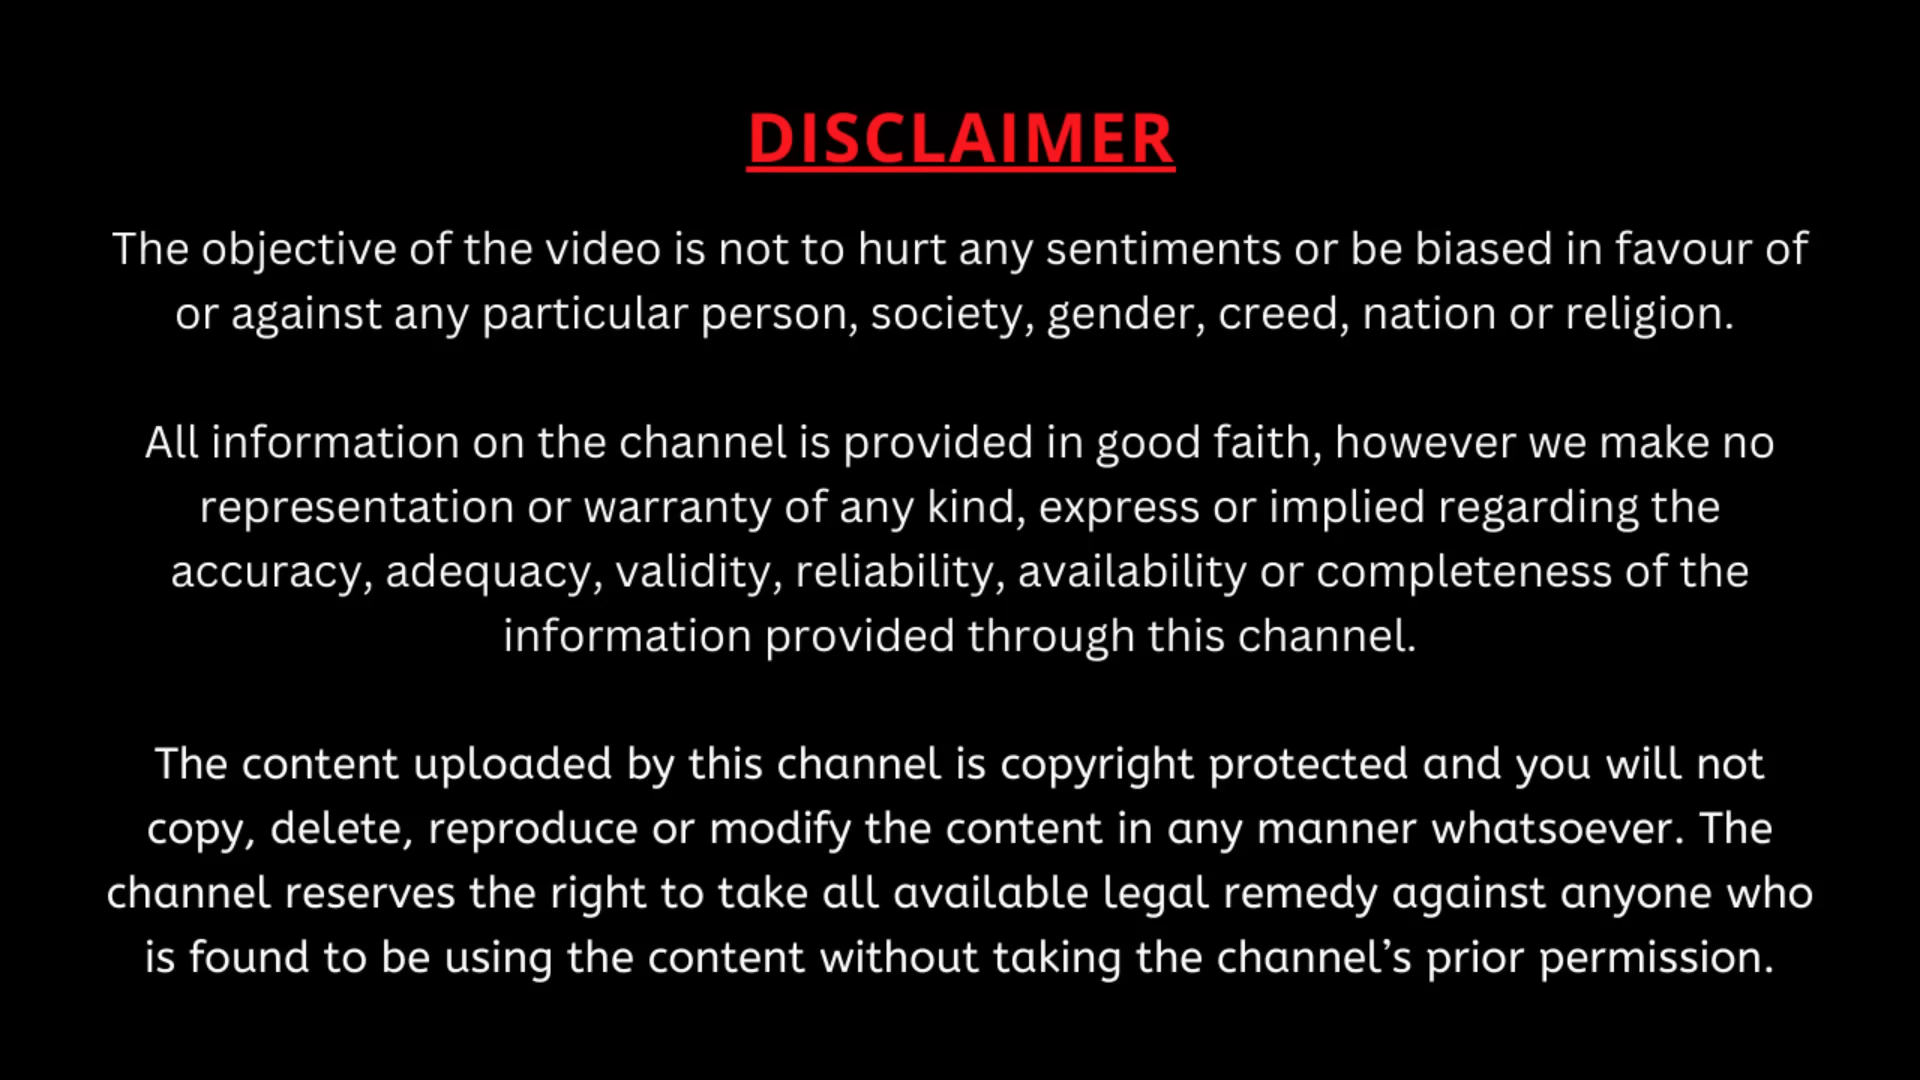 DISCLAIMER
The objective of the video is not to hurt any sentiments or be biased in favour of
or against any particular person, society, gender, creed, nation or religion.
All information on the channel is provided in good faith, however we make no
representation or warranty of any kind, express or implied regarding the
accuracy, adequacy, validity, reliability, availability or completeness of the
information provided through this channel.
The content uploaded by this channel is copyright protected and you will not
copy, delete, reproduce or modify the content in any manner whatsoever. The
channel reserves the right to take all available legal remedy against anyone who
is found to be using the content without taking the channel’s prior permission.